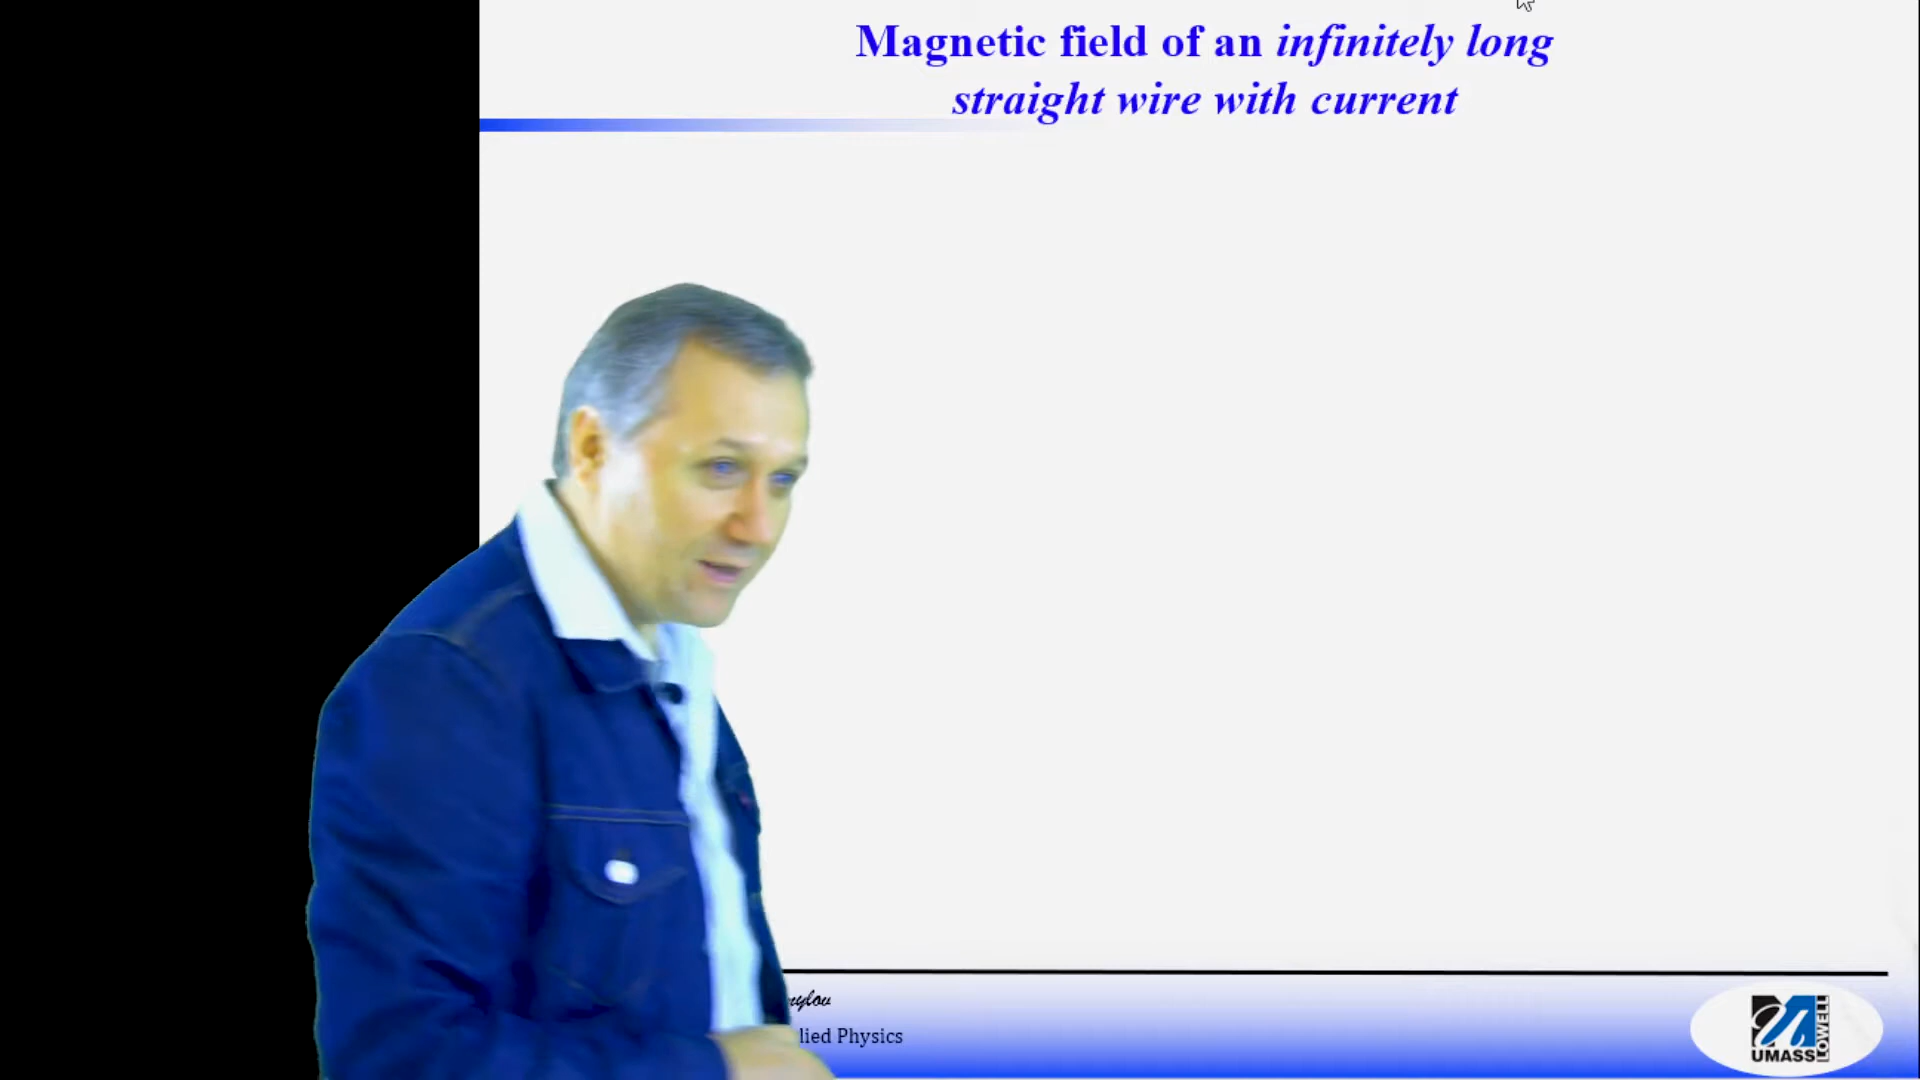 Magnetic field of an infinitely long
straight wire with current
lied Physics
UMASS
LOWELL